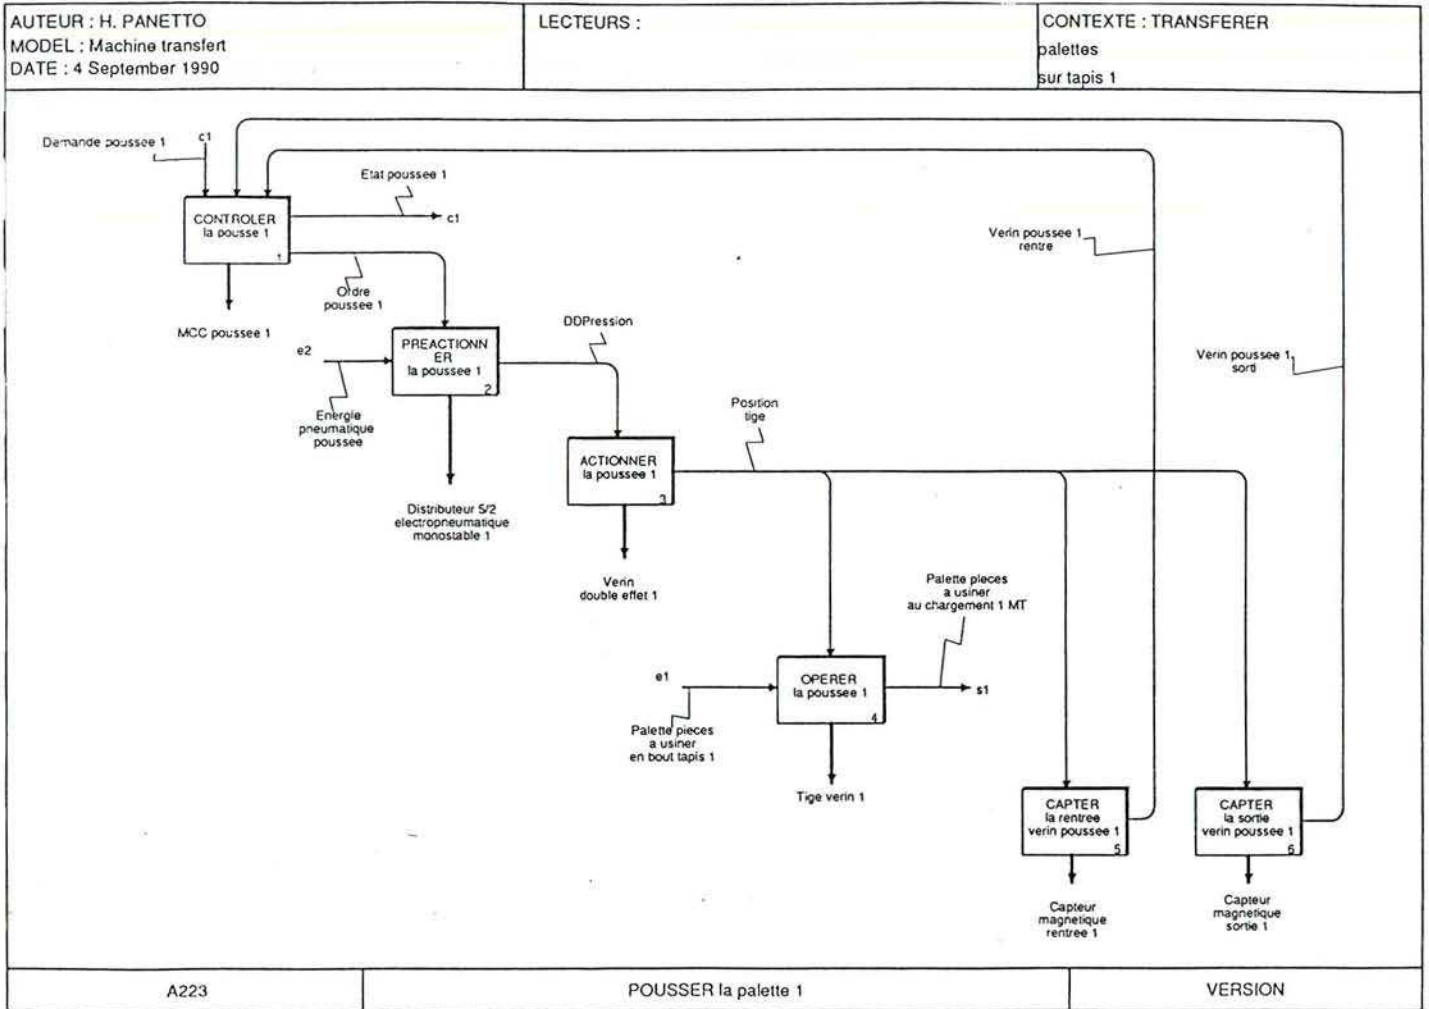 AUTEUR : H. PANETTO
MODEL : Machine transfert
DATE : 4 September 1990
LECTEURS :
CONTEXTE : TRANSFERER
palettes
sur tapis 1
Demande poussee 1
c1
Etat poussee 1
c1
CONTROLER
la pousse 1
1
Ordre
poussee 1
MCC poussee 1
Verin poussee 1
rentre
Verin poussee 1
sorti
DDPression
e2
PREACTIONN
ER
la poussee 1
2
Energie
pneumatique
poussee
Position
tige
ACTIONNER
la poussee 1
3
Distributeur 5/2
electropneumatique
monostable 1
Verin
double effet 1
Palette pieces
a usiner
au chargement 1 MT
e1
OPERER
la poussee 1
4
s1
Palette pieces
a usiner
en bout tapis 1
Tige verin 1
CAPTER
la rentree
verin poussee 1
5
CAPTER
la sortie
verin poussee 1
6
Capteur
magnetique
rentree 1
Capteur
magnetique
sortie 1
A223
POUSSER la palette 1
VERSION